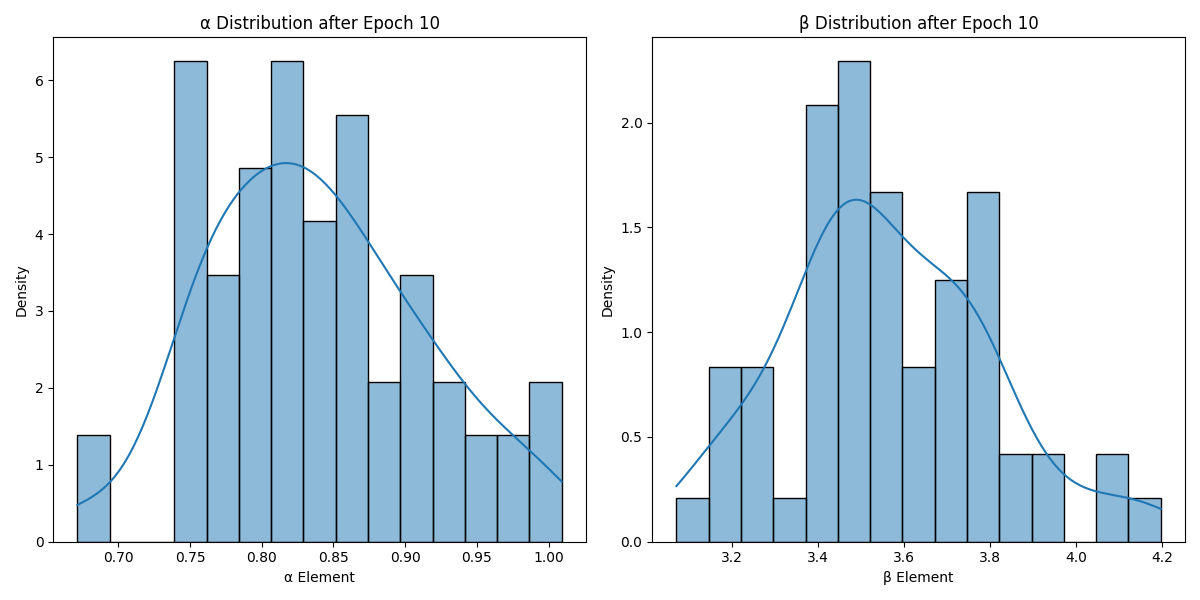 α Distribution after Epoch 10
Density
6
5
4
3
2
1
0
0.70 0.75 0.80 0.85 0.90 0.95 1.00
α Element
β Distribution after Epoch 10
Density
2.0
1.5
1.0
0.5
0.0
3.2 3.4 3.6 3.8 4.0 4.2
β Element